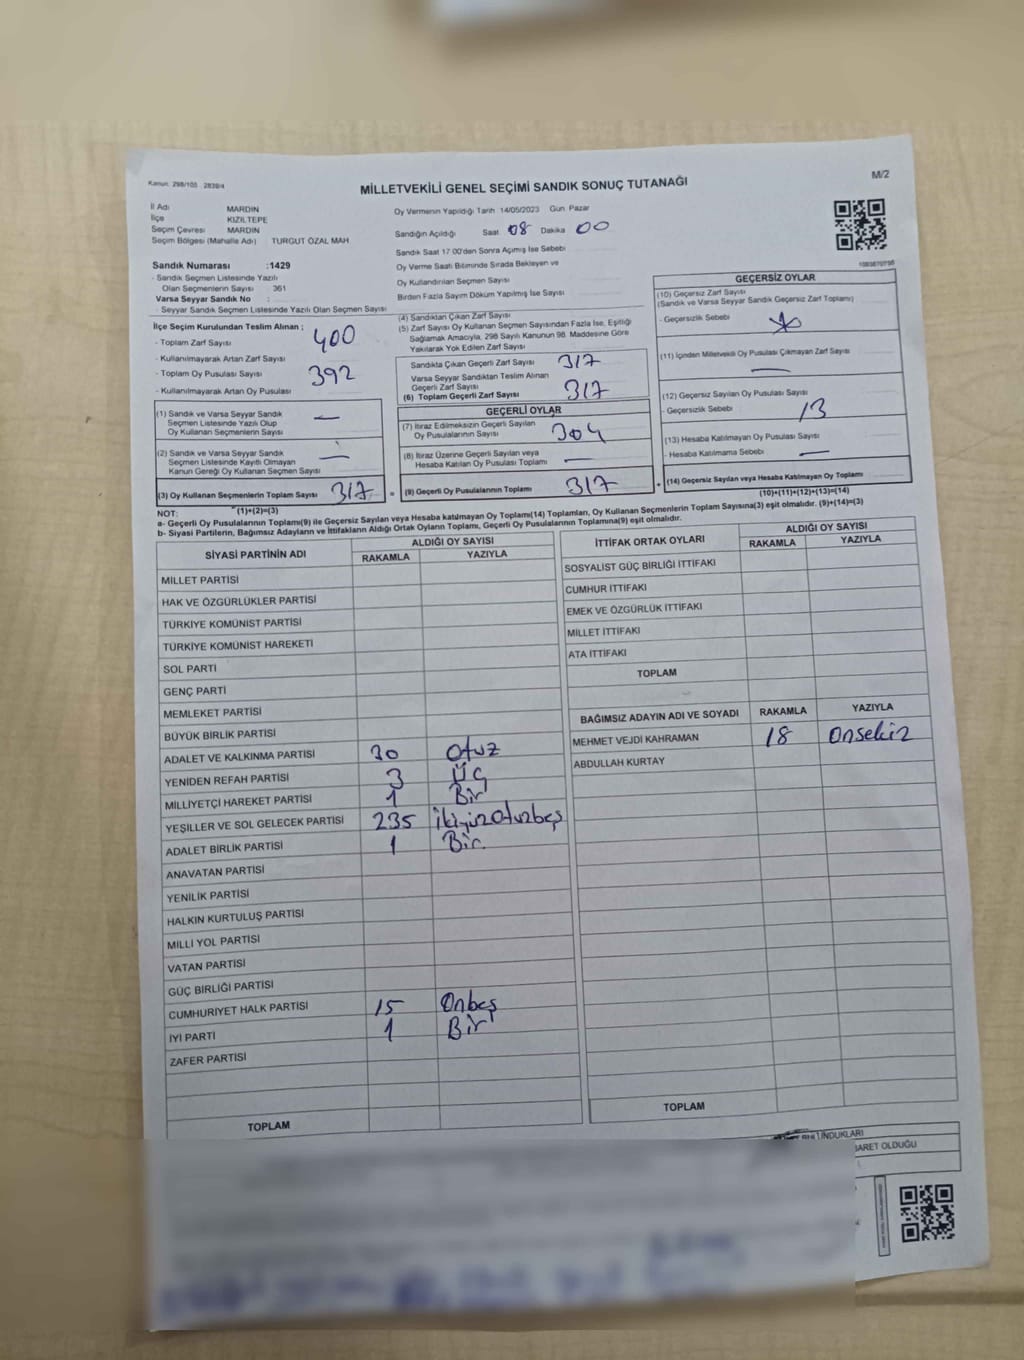 Kanun: 298/105 2839/4
MİLLETVEKİLİ GENEL SEÇİMİ SANDIK SONUÇ TUTANAĞI
M/2
İl Adı MARDİN
İlçe KIZILTEPE
Seçim Çevresi MARDİN
Seçim Bölgesi (Mahalle Adı) TURGUT ÖZAL MAH
Sandık Numarası :1429
- Sandık Seçmen Listesinde Yazılı
Olan Seçmenlerin Sayısı : 361
Varsa Seyyar Sandık No :
- Seyyar Sandık Seçmen Listesinde Yazılı Olan Seçmen Sayısı
Oy Vermenin Yapıldığı Tarih 14/05/2023 Gün Pazar
Sandığın Açıldığı Saat 08 Dakika 00
Sandık Saat 17 00'den Sonra Açımış İse Sebebi
Oy Verme Saati Bitiminde Sırada Bekleyen ve
Oy Kullandırılan Seçmen Sayısı
Birden Fazla Sayım Döküm Yapılmış İse Sayısı
İlçe Seçim Kurulundan Teslim Alınan ;
- Toplam Zarf Sayısı 400
- Kullanılmayarak Artan Zarf Sayısı
- Toplam Oy Pusulası Sayısı 392
- Kullanılmayarak Artan Oy Pusulası
(1) Sandık ve Varsa Seyyar Sandık
Seçmen Listesinde Yazılı Olup
Oy Kullanan Seçmenlerin Sayısı —
(2) Sandık ve Varsa Seyyar Sandık
Seçmen Listesinde Kayıtlı Olmayan
Kanun Gereği Oy Kullanan Seçmen Sayısı —
(3) Oy Kullanan Seçmenlerin Toplam Sayısı 317
(1)+(2)=(3)
(4) Sandıktan Çıkan Zarf Sayısı
(5) Zarf Sayısı Oy Kullanan Seçmen Sayısından Fazla İse, Eşitliği
Sağlamak Amacıyla, 298 Sayılı Kanunun 98. Maddesine Göre
Yakılarak Yok Edilen Zarf Sayısı
Sandıkta Çıkan Geçerli Zarf Sayısı 317
Varsa Seyyar Sandıktan Teslim Alınan
Geçerli Zarf Sayısı
(6) Toplam Geçerli Zarf Sayısı 317
GEÇERLİ OYLAR
(7) İtiraz Edilmeksizin Geçerli Sayılan
Oy Pusulalarının Sayısı 304
(8) İtiraz Üzerine Geçerli Sayılan veya
Hesaba Katılan Oy Pusulası Toplamı —
= (9) Geçerli Oy Pusulalarının Toplamı 317
GEÇERSİZ OYLAR
(10) Geçersiz Zarf Sayısı
(Sandık ve Varsa Seyyar Sandık Geçersiz Zarf Toplamı)
- Geçersizlik Sebebi
(11) İçinden Milletvekili Oy Pusulası Çıkmayan Zarf Sayısı
—
(12) Geçersiz Sayılan Oy Pusulası Sayısı
- Geçersizlik Sebebi 13
(13) Hesaba Katılmayan Oy Pusulası Sayısı
- Hesaba Katılmama Sebebi —
+ (14) Geçersiz Sayılan veya Hesaba Katılmayan Oy Toplamı
(10)+(11)+(12)+(13)=(14)
NOT:
a- Geçerli Oy Pusulalarının Toplamı(9) ile Geçersiz Sayılan veya Hesaba katılmayan Oy Toplamı(14) Toplamları, Oy Kullanan Seçmenlerin Toplam Sayısına(3) eşit olmalıdır. (9)+(14)=(3)
b- Siyasi Partilerin, Bağımsız Adayların ve İttifakların Aldığı Ortak Oyların Toplamı, Geçerli Oy Pusulalarının Toplamına(9) eşit olmalıdır.
SİYASİ PARTİNİN ADI ALDIĞI OY SAYISI
RAKAMLA YAZIYLA
MİLLET PARTİSİ
HAK VE ÖZGÜRLÜKLER PARTİSİ
TÜRKİYE KOMÜNİST PARTİSİ
TÜRKİYE KOMÜNİST HAREKETİ
SOL PARTİ
GENÇ PARTİ
MEMLEKET PARTİSİ
BÜYÜK BİRLİK PARTİSİ
ADALET VE KALKINMA PARTİSİ 30 Otuz
YENİDEN REFAH PARTİSİ 3 Üç
MİLLİYETÇİ HAREKET PARTİSİ 1 Bir
YEŞİLLER VE SOL GELECEK PARTİSİ 235 ikiyüzotuzbeş
ADALET BİRLİK PARTİSİ 1 Bir.
ANAVATAN PARTİSİ
YENİLİK PARTİSİ
HALKIN KURTULUŞ PARTİSİ
MİLLİ YOL PARTİSİ
VATAN PARTİSİ
GÜÇ BİRLİĞİ PARTİSİ
CUMHURİYET HALK PARTİSİ 15 Onbeş
İYİ PARTİ 1 Bir
ZAFER PARTİSİ
TOPLAM
İTTİFAK ORTAK OYLARI ALDIĞI OY SAYISI
RAKAMLA YAZIYLA
SOSYALİST GÜÇ BİRLİĞİ İTTİFAKI
CUMHUR İTTİFAKI
EMEK VE ÖZGÜRLÜK İTTİFAKI
MİLLET İTTİFAKI
ATA İTTİFAKI
TOPLAM
BAĞIMSIZ ADAYIN ADI VE SOYADI RAKAMLA YAZIYLA
MEHMET VEJDİ KAHRAMAN 18 Onsekiz
ABDULLAH KURTAY
TOPLAM
BARET OLDUĞU